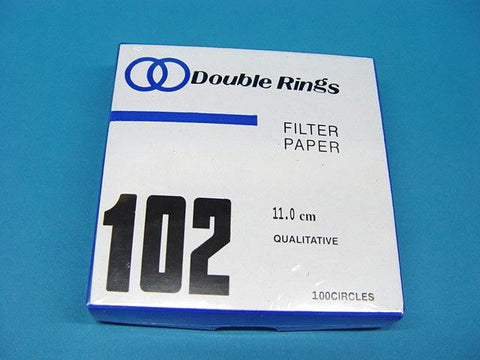 Double Rings
FILTER
PAPER
102
11.0 cm
QUALITATIVE
100CIRCLES